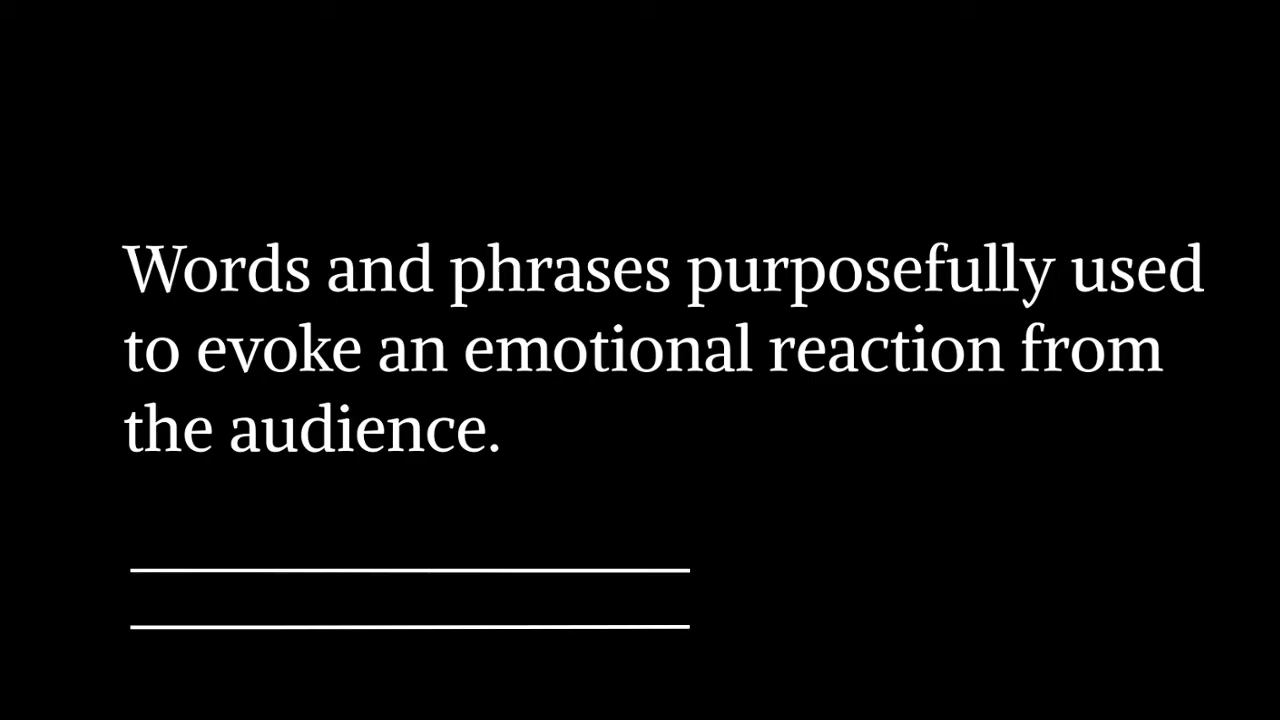 Words and phrases purposefully used
to evoke an emotional reaction from
the audience.